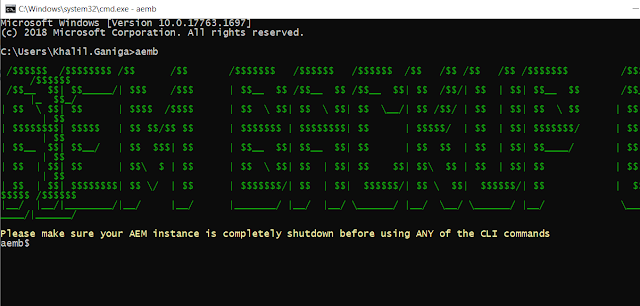 C:\Windows\system32\cmd.exe - aemb
Microsoft Windows [Version 10.0.17763.1697]
(c) 2018 Microsoft Corporation. All rights reserved.
C:\Users\Khalil.Ganiga>aemb
AEM BACKUP
Please make sure your AEM instance is completely shutdown before using ANY of the CLI commands
aemb$